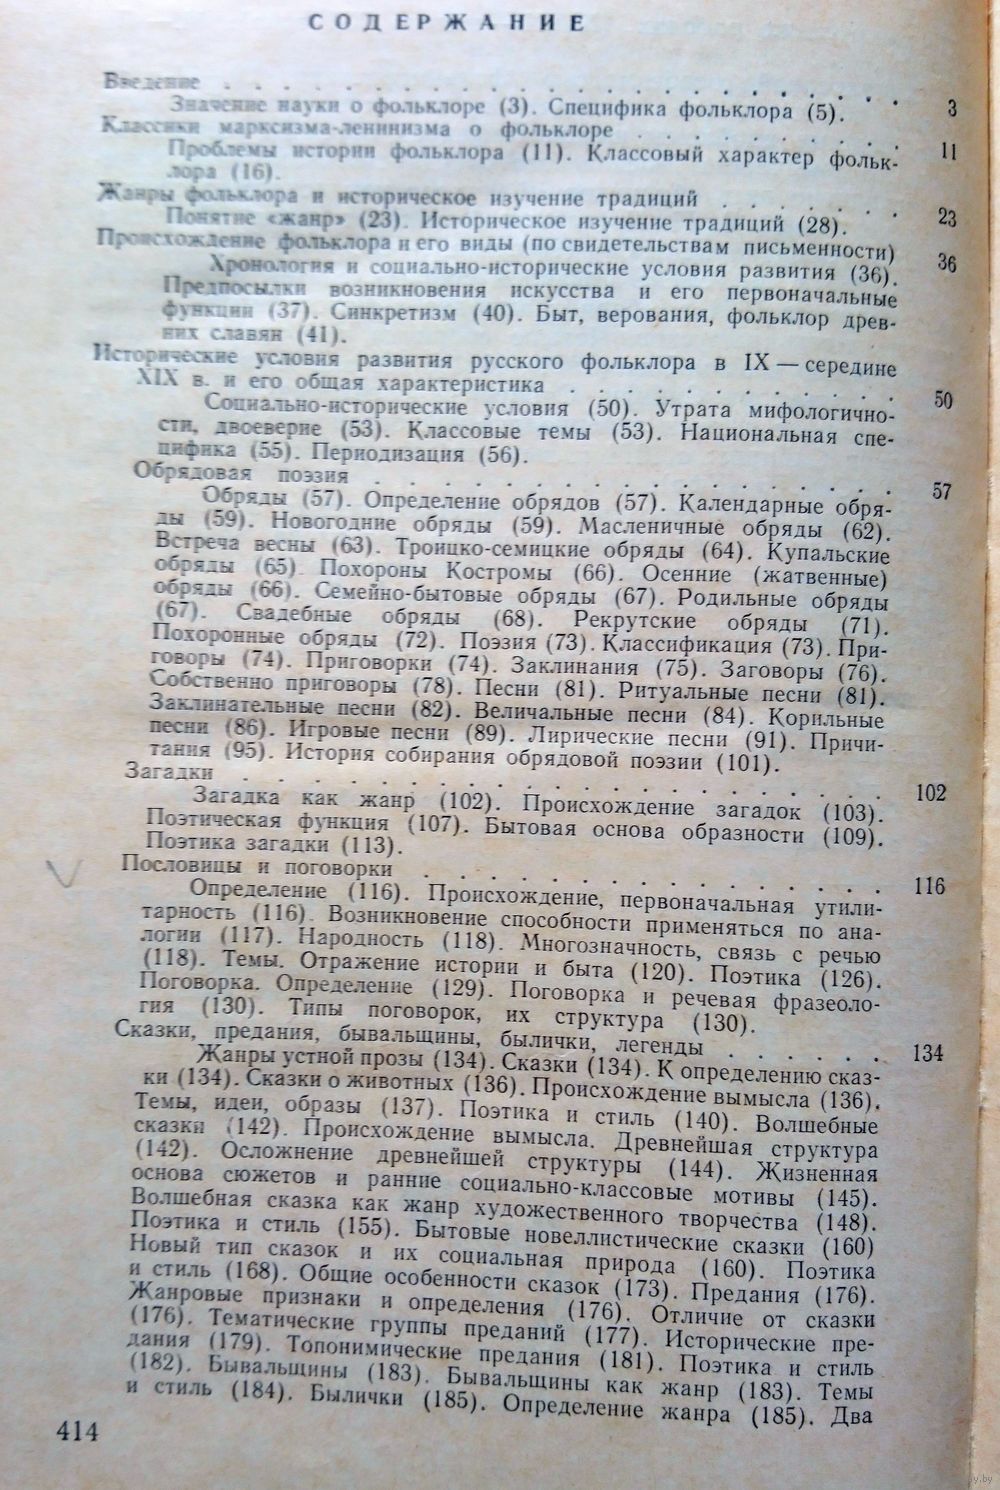 СОДЕРЖАНИЕ
Введение . . . . . . . . . . . . . . . . . . . . . . . . . . 3
Значение науки о фольклоре (3). Специфика фольклора (5).
Классики марксизма-ленинизма о фольклоре . . . . . . . . . . 11
Проблемы истории фольклора (11). Классовый характер фольк-
лора (16).
Жанры фольклора и историческое изучение традиций . . . . . . . 23
Понятие «жанр» (23). Историческое изучение традиций (28).
Происхождение фольклора и его виды (по свидетельствам письменности) 36
Хронология и социально-исторические условия развития (36).
Предпосылки возникновения искусства и его первоначальные
функции (37). Синкретизм (40). Быт, верования, фольклор древ-
них славян (41).
Исторические условия развития русского фольклора в IX — середине
XIX в. и его общая характеристика . . . . . . . . . . . . 50
Социально-исторические условия (50). Утрата мифологично-
сти, двоеверие (53). Классовые темы (53). Национальная спе-
цифика (55). Периодизация (56).
Обрядовая поэзия . . . . . . . . . . . . . . . . . . . . 57
Обряды (57). Определение обрядов (57). Календарные обря-
ды (59). Новогодние обряды (59). Масленичные обряды (62).
Встреча весны (63). Троицко-семицкие обряды (64). Купальские
обряды (65). Похороны Костромы (66). Осенние (жатвенные)
обряды (66). Семейно-бытовые обряды (67). Родильные обряды
(67). Свадебные обряды (68). Рекрутские обряды (71).
Похоронные обряды (72). Поэзия (73). Классификация (73). При-
говоры (74). Приговорки (74). Заклинания (75). Заговоры (76).
Собственно приговоры (78). Песни (81). Ритуальные песни (81).
Заклинательные песни (82). Величальные песни (84). Корильные
песни (86). Игровые песни (89). Лирические песни (91). Причи-
тания (95). История собирания обрядовой поэзии (101).
Загадки . . . . . . . . . . . . . . . . . . . . . . . . 102
Загадка как жанр (102). Происхождение загадок (103).
Поэтическая функция (107). Бытовая основа образности (109).
Поэтика загадки (113).
Пословицы и поговорки . . . . . . . . . . . . . . . . . . 116
Определение (116). Происхождение, первоначальная утили-
тарность (116). Возникновение способности применяться по ана-
логии (117). Народность (118). Многозначность, связь с речью
(118). Темы. Отражение истории и быта (120). Поэтика (126).
Поговорка. Определение (129). Поговорка и речевая фразеоло-
гия (130). Типы поговорок, их структура (130).
Сказки, предания, бывальщины, былички, легенды . . . . . . . 134
Жанры устной прозы (134). Сказки (134). К определению сказ-
ки (134). Сказки о животных (136). Происхождение вымысла (136).
Темы, идеи, образы (137). Поэтика и стиль (140). Волшебные
сказки (142). Происхождение вымысла. Древнейшая структура
(142). Осложнение древнейшей структуры (144). Жизненная
основа сюжетов и ранние социально-классовые мотивы (145).
Волшебная сказка как жанр художественного творчества (148).
Поэтика и стиль (155). Бытовые новеллистические сказки (160)
Новый тип сказок и их социальная природа (160). Поэтика
и стиль (168). Общие особенности сказок (173). Предания (176).
Жанровые признаки и определения (176). Отличие от сказки
(176). Тематические группы преданий (177). Исторические пре-
дания (179). Топонимические предания (181). Поэтика и стиль
(182). Бывальщины (183). Бывальщины как жанр (183). Темы
и стиль (184). Былички (185). Определение жанра (185). Два
414